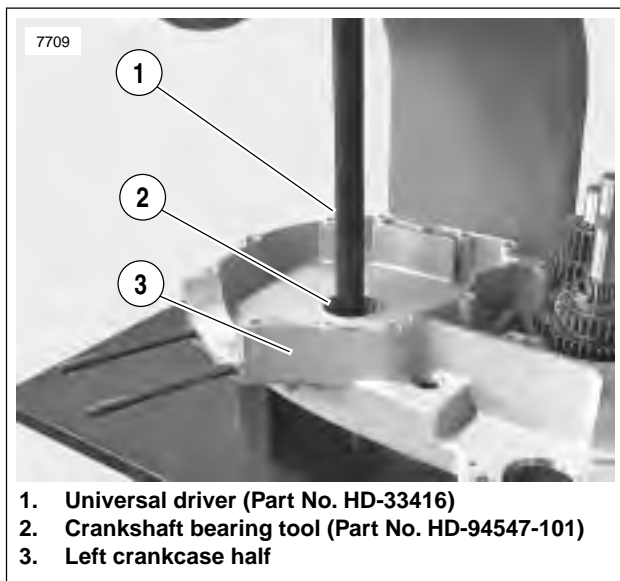 7709
1
2
3
1. Universal driver (Part No. HD-33416)
2. Crankshaft bearing tool (Part No. HD-94547-101)
3. Left crankcase half